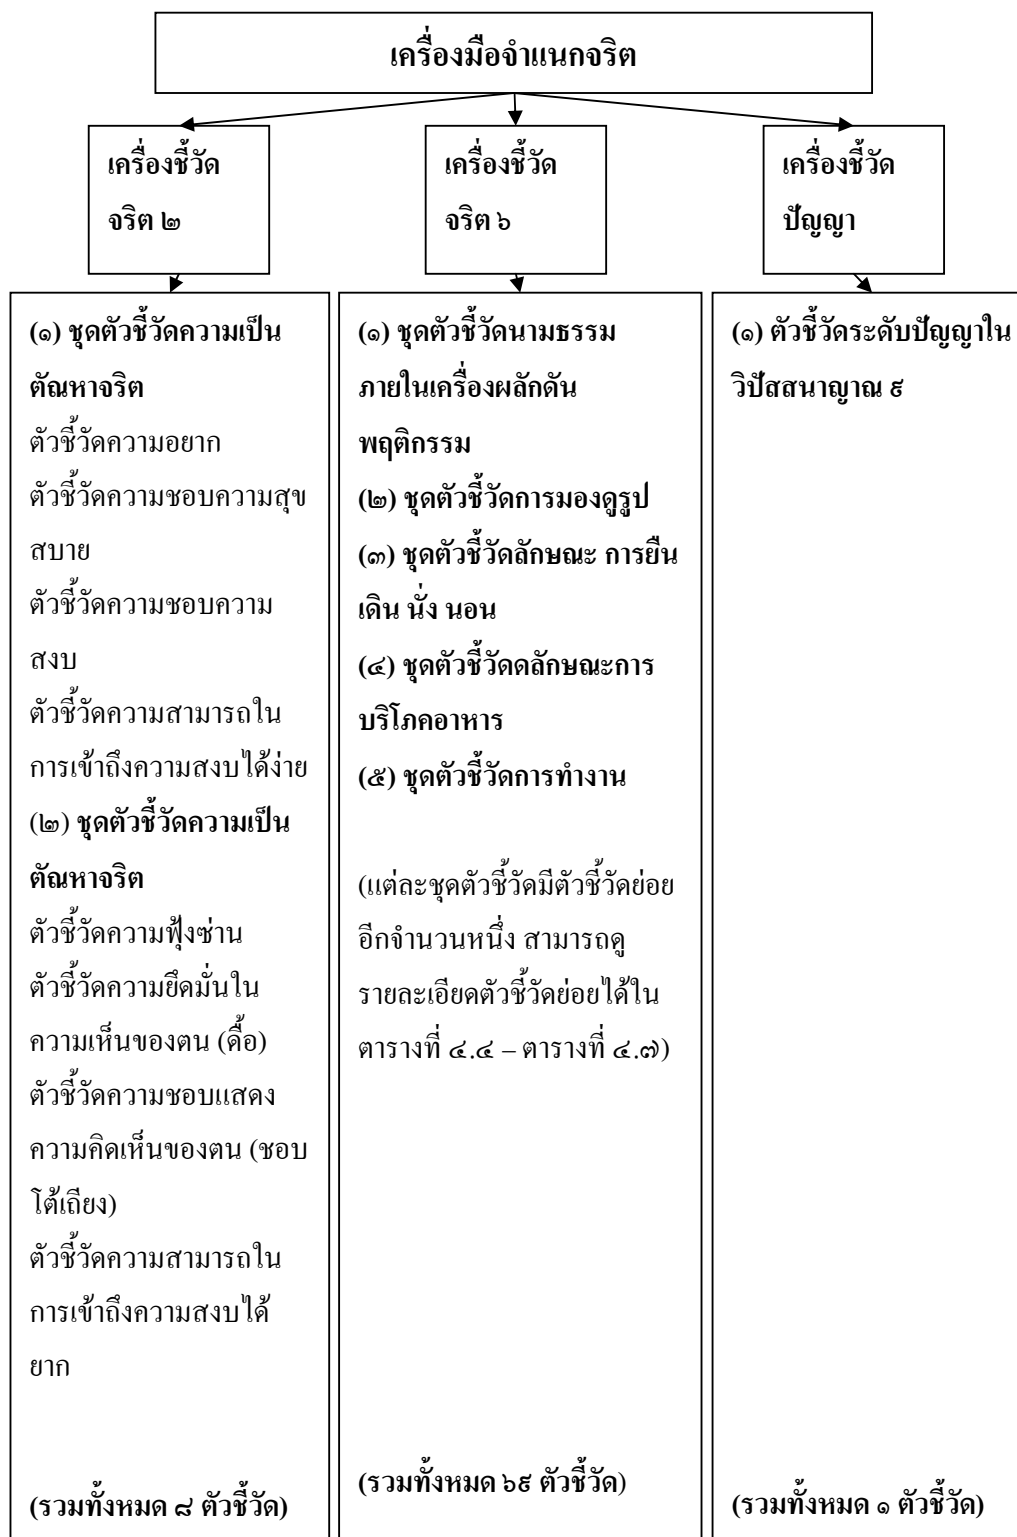 เครื่องมือจำแนกจริต
เครื่องชี้วัด
จริต ๒
เครื่องชี้วัด
จริต ๖
เครื่องชี้วัด
ปัญญา
(๑) ชุดตัวชี้วัดความเป็น
ตัณหาจริต
ตัวชี้วัดความอยาก
ตัวชี้วัดความชอบความสุข
สบาย
ตัวชี้วัดความชอบความ
สงบ
ตัวชี้วัดความสามารถใน
การเข้าถึงความสงบได้ง่าย
(๒) ชุดตัวชี้วัดความเป็น
ตัณหาจริต
ตัวชี้วัดความฟุ้งซ่าน
ตัวชี้วัดความยึดมั่นใน
ความเห็นของตน (ดื้อ)
ตัวชี้วัดความชอบแสดง
ความคิดเห็นของตน (ชอบ
โต้เถียง)
ตัวชี้วัดความสามารถใน
การเข้าถึงความสงบได้
ยาก
(รวมทั้งหมด ๘ ตัวชี้วัด)
(๑) ชุดตัวชี้วัดนามธรรม
ภายในเครื่องผลักดัน
พฤติกรรม
(๒) ชุดตัวชี้วัดการมองดูรูป
(๓) ชุดตัวชี้วัดลักษณะ การยืน
เดิน นั่ง นอน
(๔) ชุดตัวชี้วัดดลักษณะการ
บริโภคอาหาร
(๕) ชุดตัวชี้วัดการทำงาน
(แต่ละชุดตัวชี้วัดมีตัวชี้วัดย่อย
อีกจำนวนหนึ่ง สามารถดู
รายละเอียดตัวชี้วัดย่อยได้ใน
ตารางที่ ๔.๔ – ตารางที่ ๔.๗)
(รวมทั้งหมด ๖๙ ตัวชี้วัด)
(๑) ตัวชี้วัดระดับปัญญาใน
วิปัสสนาญาณ ๙
(รวมทั้งหมด ๑ ตัวชี้วัด)